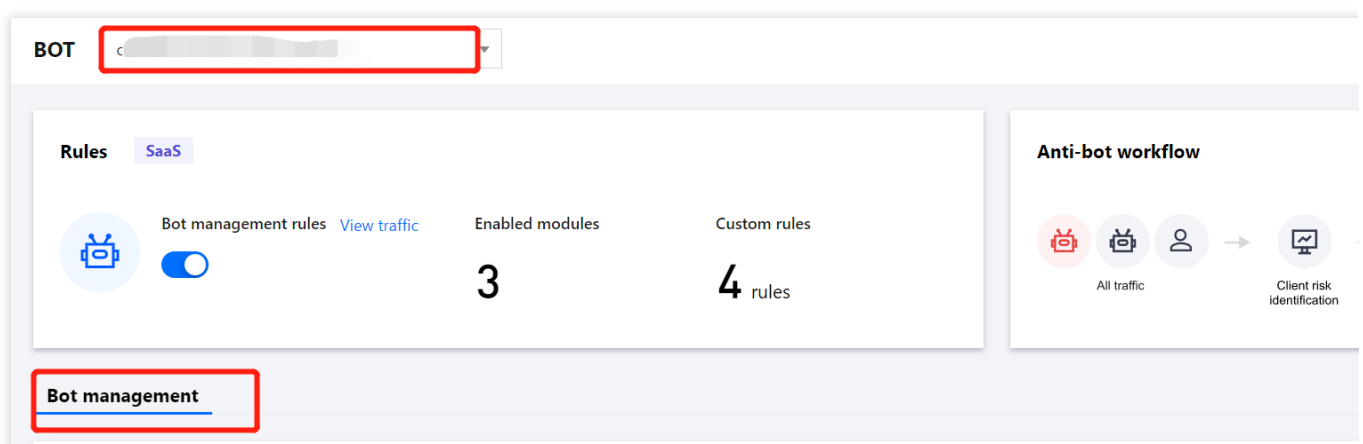 BOT
c
Rules SaaS
Anti-bot workflow
Bot management rules View traffic
Enabled modules
Custom rules
3
4 rules
All traffic
Client risk
identification
Bot management